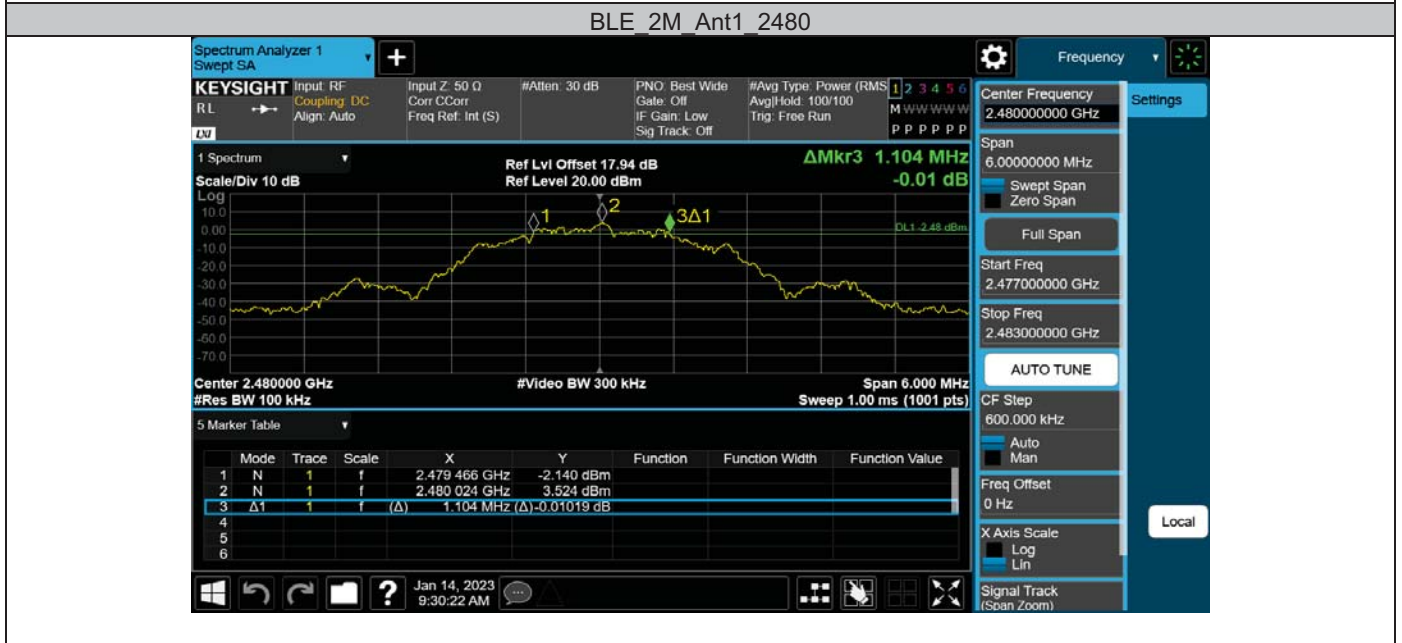 BLE_2M_Ant1_2480
Spectrum Analyzer 1
Swept SA
Frequency
KEYSIGHT
RL
LXI
Input: RF
Coupling: DC
Align: Auto
Input Z: 50 Ω
Corr CCorr
Freq Ref: Int (S)
#Atten: 30 dB
PNO: Best Wide
Gate: Off
IF Gain: Low
Sig Track: Off
#Avg Type: Power (RMS
Avg|Hold: 100/100
Trig: Free Run
1 2 3 4 5 6
M W W W W W
P P P P P P
1 Spectrum
Scale/Div 10 dB
Ref Lvl Offset 17.94 dB
Ref Level 20.00 dBm
ΔMkr3 1.104 MHz
-0.01 dB
Log
10.0
0.00
-10.0
-20.0
-30.0
-40.0
-50.0
-60.0
-70.0
1
2
3Δ1
DL1 -2.48 dBm
Center 2.480000 GHz
#Video BW 300 kHz
Span 6.000 MHz
#Res BW 100 kHz
Sweep 1.00 ms (1001 pts)
5 Marker Table
Mode Trace Scale X Y Function Function Width Function Value
1 N 1 f 2.479 466 GHz -2.140 dBm
2 N 1 f 2.480 024 GHz 3.524 dBm
3 Δ1 1 f (Δ) 1.104 MHz (Δ) -0.01019 dB
4
5
6
Jan 14, 2023
9:30:22 AM
Center Frequency
2.480000000 GHz
Settings
Span
6.00000000 MHz
Swept Span
Zero Span
Full Span
Start Freq
2.477000000 GHz
Stop Freq
2.483000000 GHz
AUTO TUNE
CF Step
600.000 kHz
Auto
Man
Freq Offset
0 Hz
X Axis Scale
Log
Lin
Local
Signal Track
(Span Zoom)